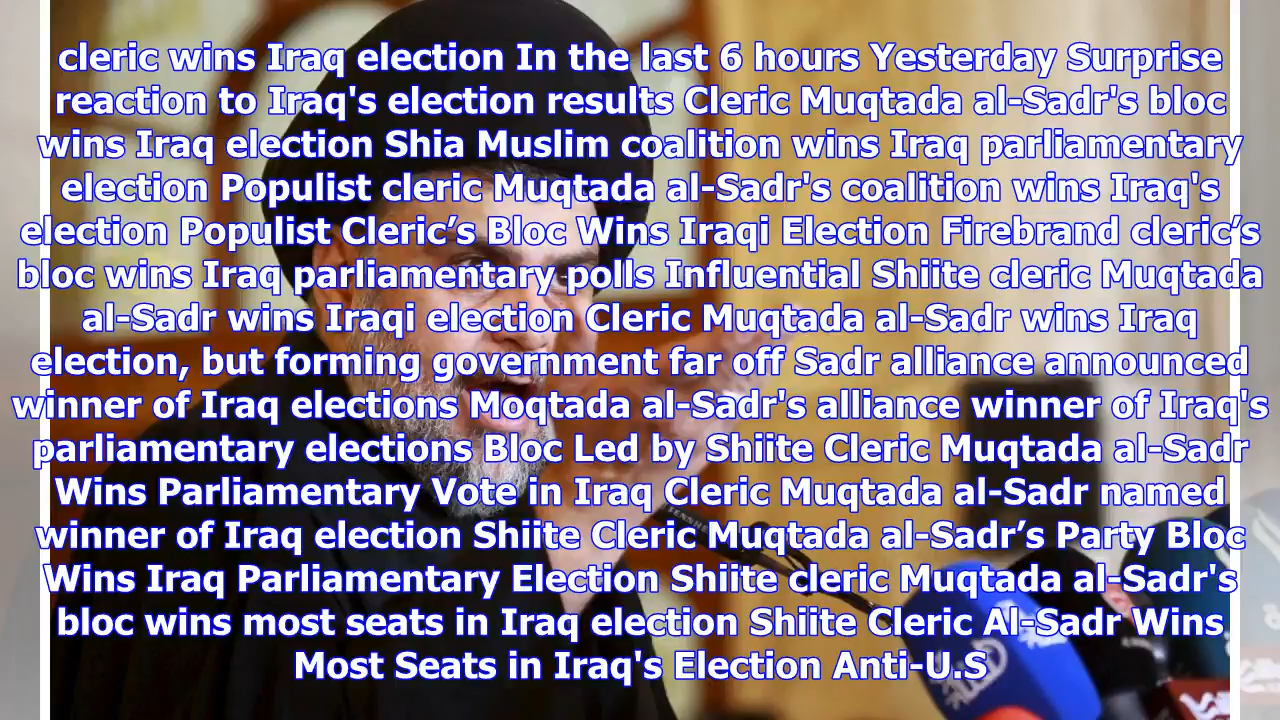 cleric wins Iraq election In the last 6 hours Yesterday Surprise
reaction to Iraq's election results Cleric Muqtada al-Sadr's bloc
wins Iraq election Shia Muslim coalition wins Iraq parliamentary
election Populist cleric Muqtada al-Sadr's coalition wins Iraq's
election Populist Cleric’s Bloc Wins Iraqi Election Firebrand cleric’s
bloc wins Iraq parliamentary polls Influential Shiite cleric Muqtada
al-Sadr wins Iraqi election Cleric Muqtada al-Sadr wins Iraq
election, but forming government far off Sadr alliance announced
winner of Iraq elections Moqtada al-Sadr's alliance winner of Iraq's
parliamentary elections Bloc Led by Shiite Cleric Muqtada al-Sadr
Wins Parliamentary Vote in Iraq Cleric Muqtada al-Sadr named
winner of Iraq election Shiite Cleric Muqtada al-Sadr’s Party Bloc
Wins Iraq Parliamentary Election Shiite cleric Muqtada al-Sadr's
bloc wins most seats in Iraq election Shiite Cleric Al-Sadr Wins
Most Seats in Iraq's Election Anti-U.S